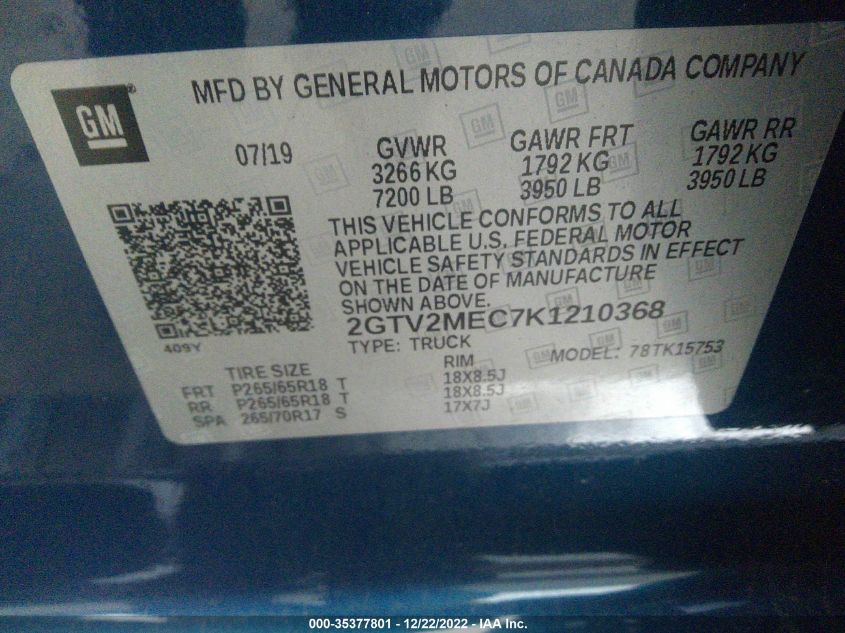 MFD BY GENERAL MOTORS OF CANADA COMPANY
GM
07/19
GVWR
3266 KG
7200 LB
GAWR FRT
1792 KG
3950 LB
GAWR RR
1792 KG
3950 LB
THIS VEHICLE CONFORMS TO ALL
APPLICABLE U.S. FEDERAL MOTOR
VEHICLE SAFETY STANDARDS IN EFFECT
ON THE DATE OF MANUFACTURE
SHOWN ABOVE.
409Y
2GTV2MEC7K1210368
TYPE: TRUCK
MODEL: 78TK15753
TIRE SIZE
RIM
FRT P265/65R18 T 18X8.5J
RR P265/65R18 T 18X8.5J
SPA 265/70R17 S 17X7J
000-35377801 - 12/22/2022 - IAA Inc.